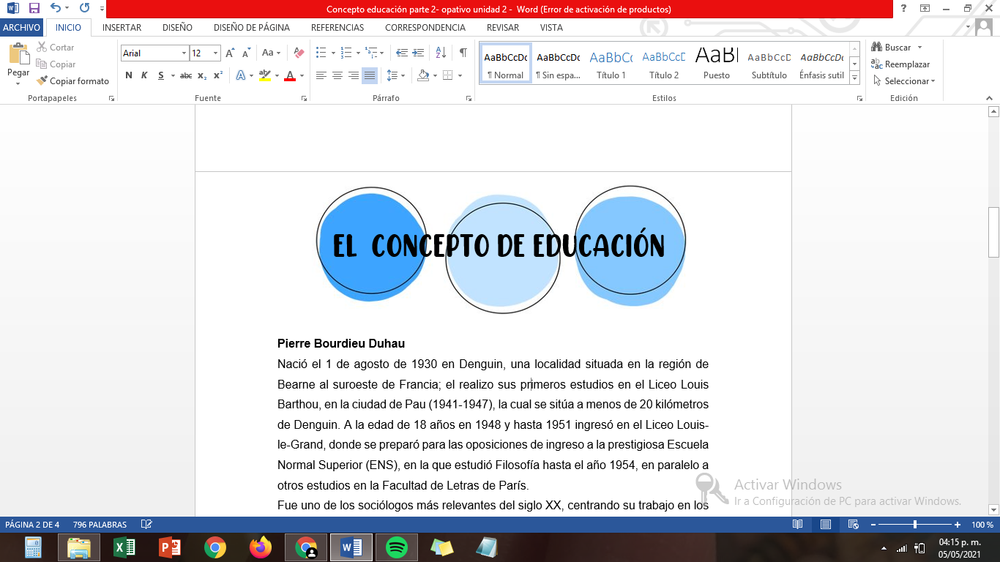 Concepto educación parte 2- opativo unidad 2 - Word (Error de activación de productos)
ARCHIVO INICIO INSERTAR DISEÑO DISEÑO DE PÁGINA REFERENCIAS CORRESPONDENCIA REVISAR VISTA
Pegar
Cortar
Copiar
Copiar formato
Portapapeles
Arial 12
Aa
N K S abc x₂ x²
Fuente
Párrafo
AaBbCcDc AaBbCcDc AaBbCc AaBbCcD AaB AaBbCcD AaBbCcDc
¶ Normal ¶ Sin espa... Título 1 Título 2 Puesto Subtítulo Énfasis sutil
Estilos
Buscar
Reemplazar
Seleccionar
Edición
EL CONCEPTO DE EDUCACIÓN
Pierre Bourdieu Duhau
Nació el 1 de agosto de 1930 en Denguin, una localidad situada en la región de
Bearne al suroeste de Francia; el realizo sus primeros estudios en el Liceo Louis
Barthou, en la ciudad de Pau (1941-1947), la cual se sitúa a menos de 20 kilómetros
de Denguin. A la edad de 18 años en 1948 y hasta 1951 ingresó en el Liceo Louis-
le-Grand, donde se preparó para las oposiciones de ingreso a la prestigiosa Escuela
Normal Superior (ENS), en la que estudió Filosofía hasta el año 1954, en paralelo a
otros estudios en la Facultad de Letras de París.
Fue uno de los sociólogos más relevantes del siglo XX, centrando su trabajo en los
Activar Windows
Ir a Configuración de PC para activar Windows.
PÁGINA 2 DE 4 796 PALABRAS
100 %
04:15 p. m.
05/05/2021